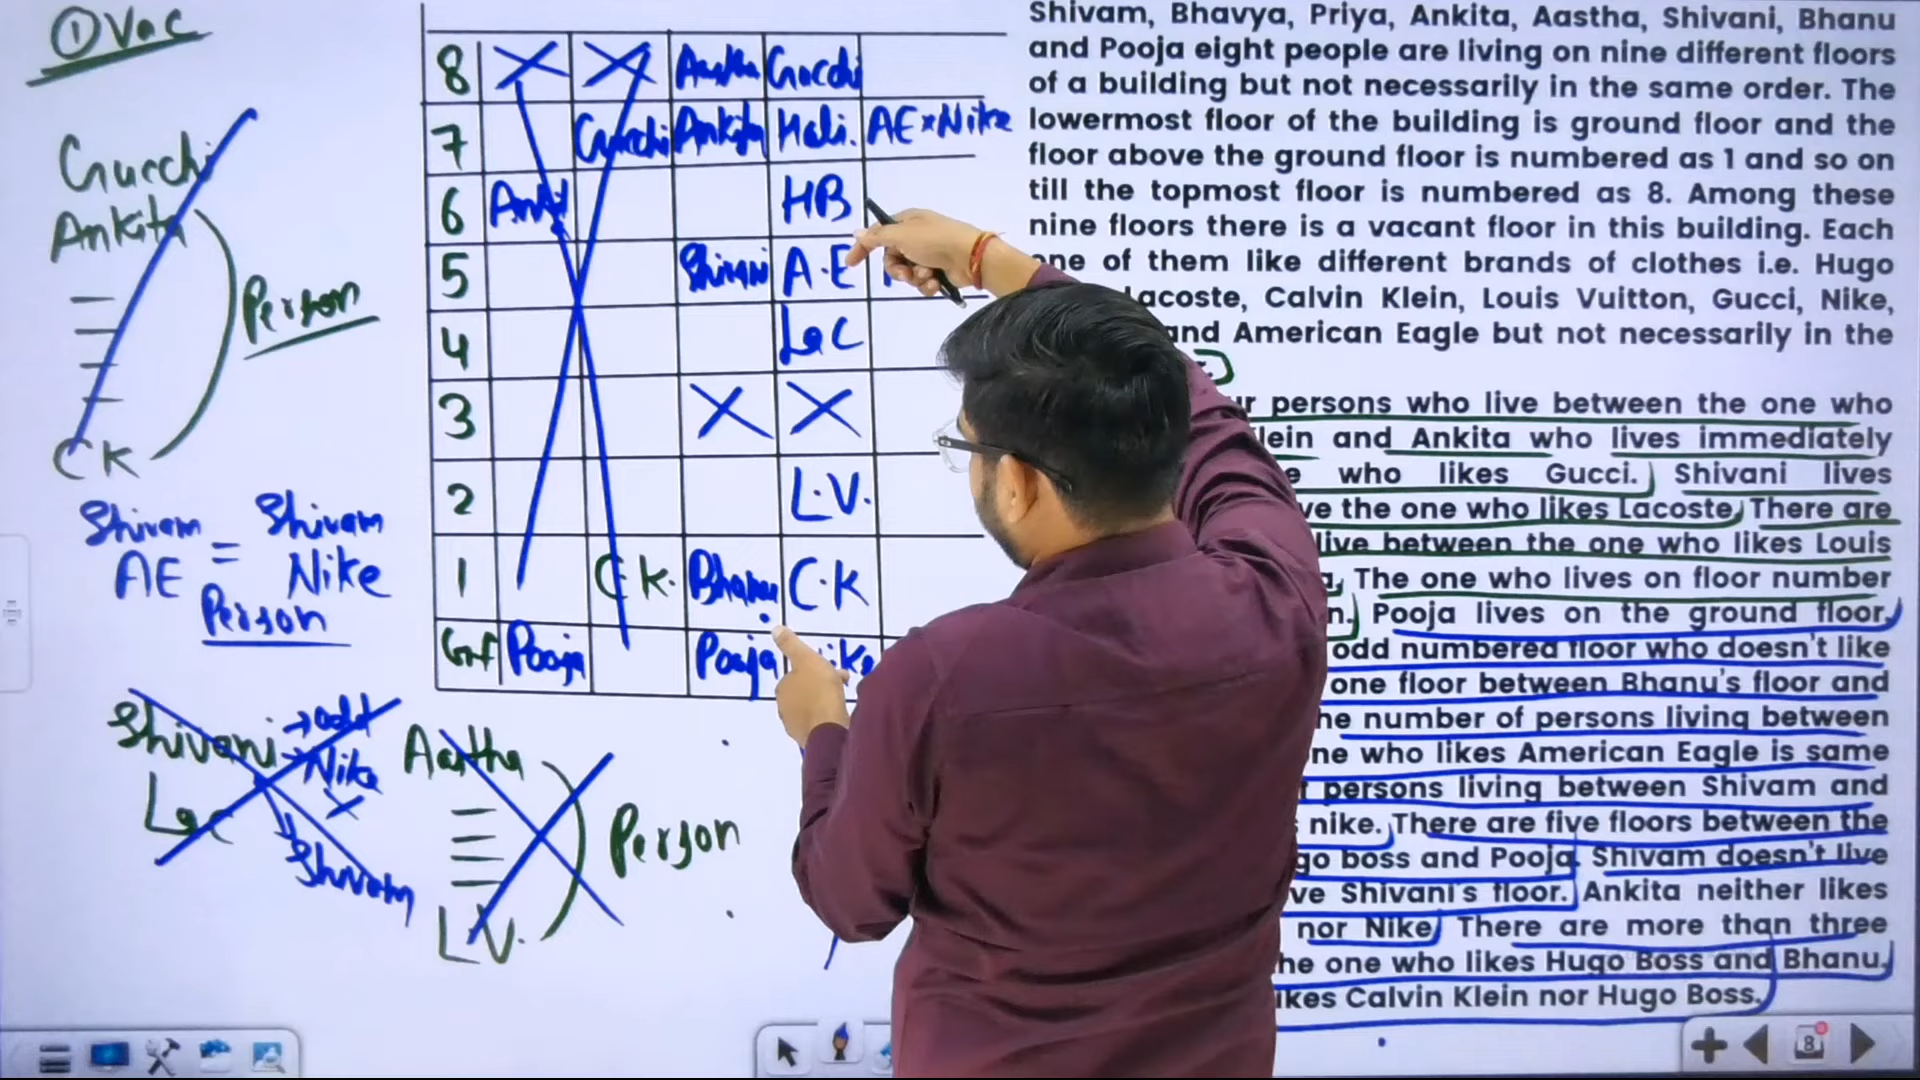 ① Vac
Gucchi
Ankita
Person
CK
Shivam = Shivam
AE Nike
Person
Shivani → odd
Nike
Lac
Shivam
Aastha
Person
L.V.
8 Aastha Gucchi
7 Gucchi Ankita Hali. AE × Nike
6 Ankit HB
5 Shivani A.E
4 Lac
3
2 L.V.
1 C.K. Bhanu C.K
Grf Pooja Pooja
Shivam, Bhavya, Priya, Ankita, Aastha, Shivani, Bhanu
and Pooja eight people are living on nine different floors
of a building but not necessarily in the same order. The
lowermost floor of the building is ground floor and the
floor above the ground floor is numbered as 1 and so on
till the topmost floor is numbered as 8. Among these
nine floors there is a vacant floor in this building. Each
one of them like different brands of clothes i.e. Hugo
Lacoste, Calvin Klein, Louis Vuitton, Gucci, Nike,
and American Eagle but not necessarily in the
persons who live between the one who
and Ankita who lives immediately
who likes Gucci. Shivani lives
the one who likes Lacoste. There are
live between the one who likes Louis
The one who lives on floor number
Pooja lives on the ground floor.
odd numbered floor who doesn't like
one floor between Bhanu's floor and
number of persons living between
who likes American Eagle is same
persons living between Shivam and
nike. There are five floors between the
boss and Pooja. Shivam doesn't live
Shivani's floor. Ankita neither likes
nor Nike. There are more than three
the one who likes Hugo Boss and Bhanu.
Calvin Klein nor Hugo Boss.
8